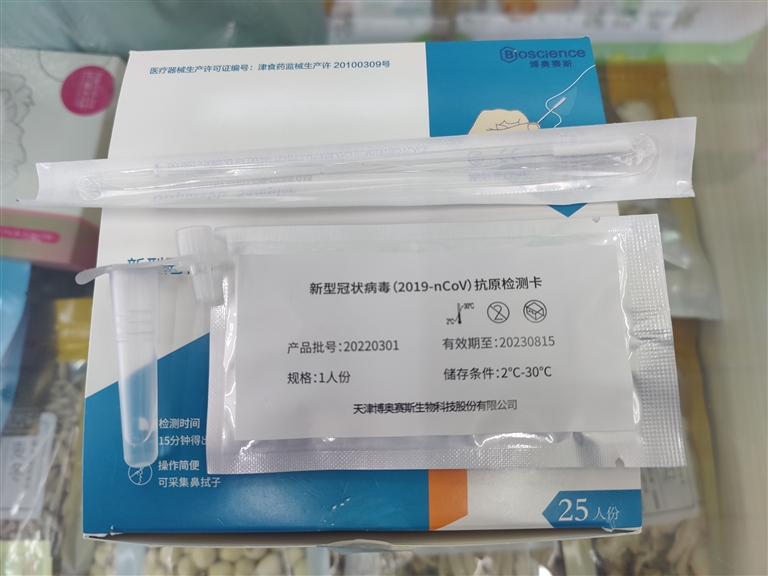 Bioscience
博奥赛斯
医疗器械生产许可证编号：津食药监械生产许 20100309号
新型冠状病毒(2019-nCoV)抗原检测卡
2℃
30℃
产品批号:20220301
有效期至:20230815
规格:1人份
储存条件:2℃-30℃
天津博奥赛斯生物科技股份有限公司
检测时间
15分钟得出
操作简便
可采集鼻拭子
25人份